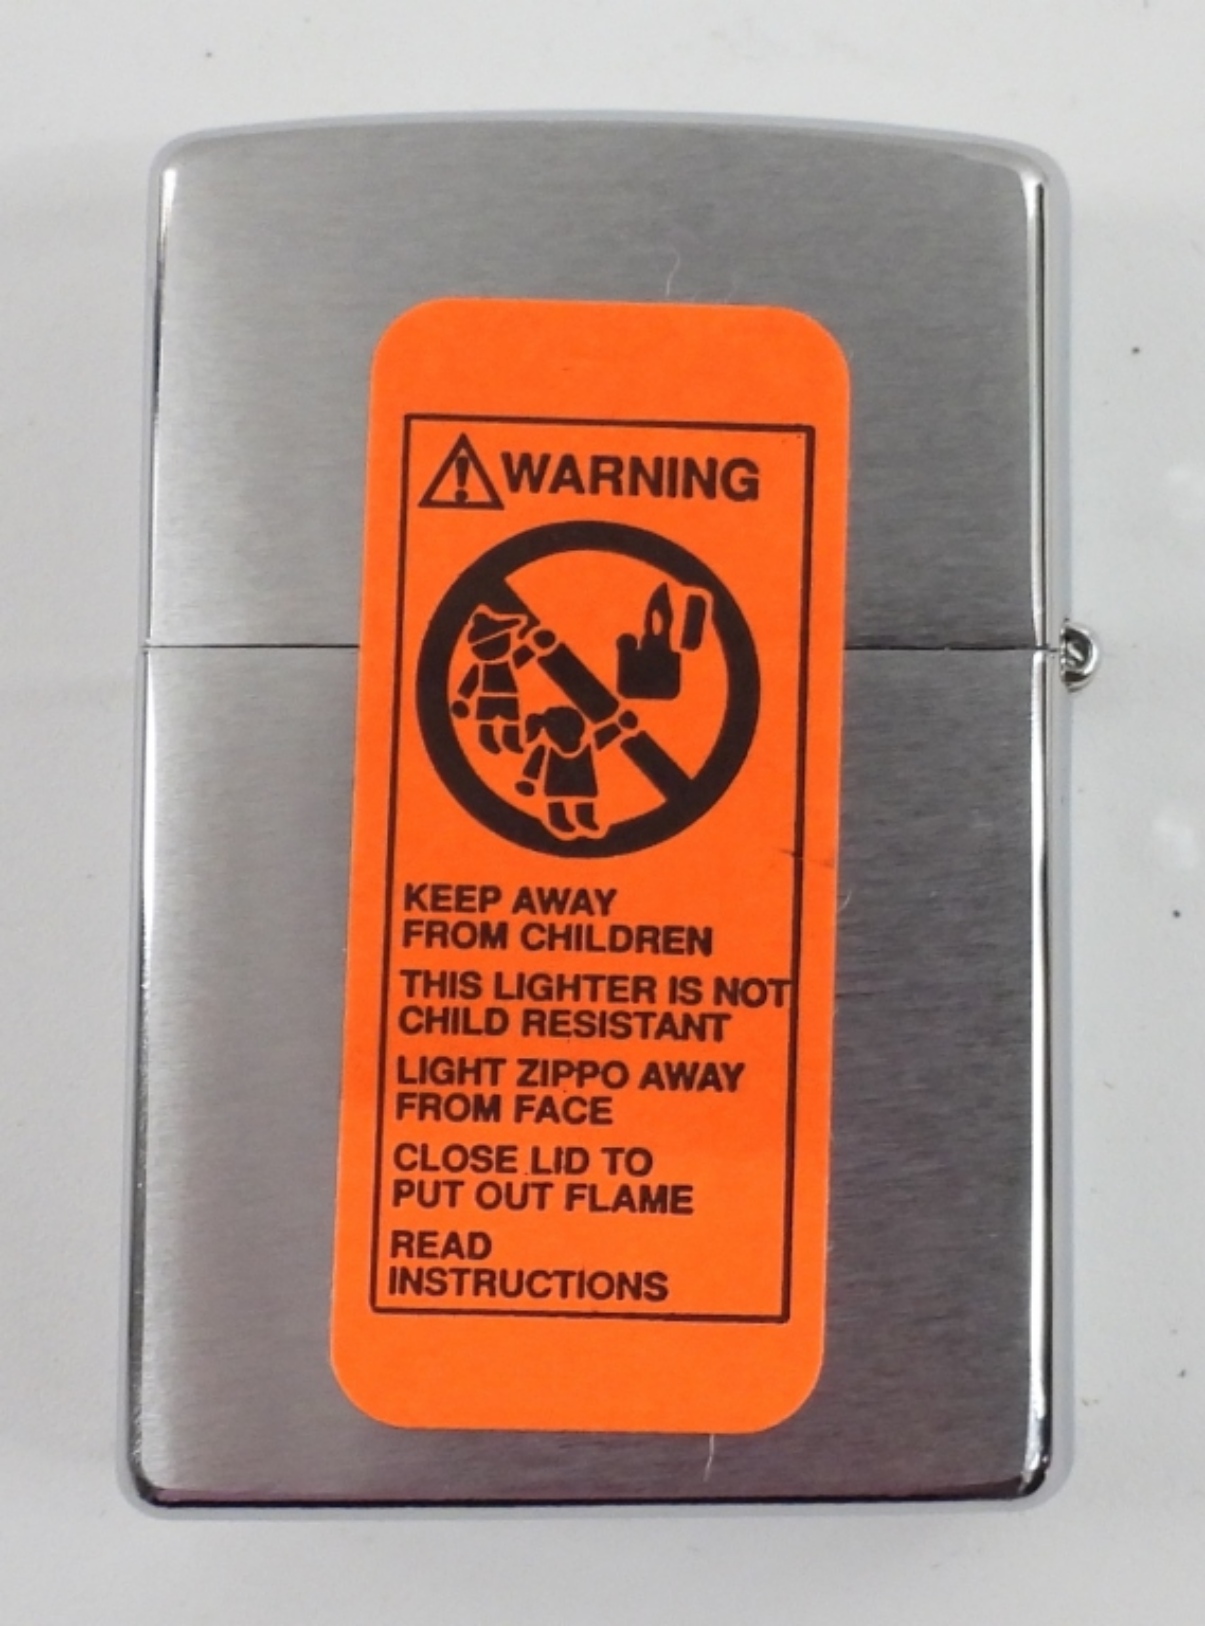 WARNING
KEEP AWAY
FROM CHILDREN
THIS LIGHTER IS NOT
CHILD RESISTANT
LIGHT ZIPPO AWAY
FROM FACE
CLOSE LID TO
PUT OUT FLAME
READ
INSTRUCTIONS